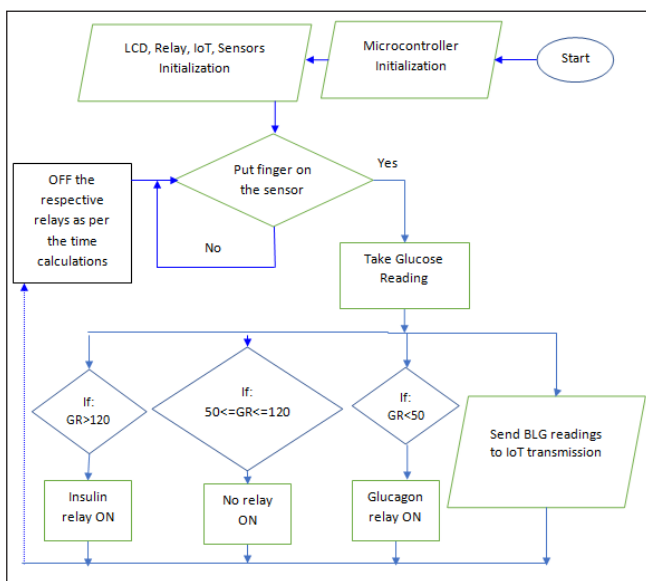 Start
Microcontroller
Initialization
LCD, Relay, IoT, Sensors
Initialization
Put finger on
the sensor
Yes
No
OFF the
respective
relays as per
the time
calculations
Take Glucose
Reading
If:
GR>120
If:
50<=GR<=120
If:
GR<50
Send BLG readings
to IoT transmission
Insulin
relay ON
No relay
ON
Glucagon
relay ON